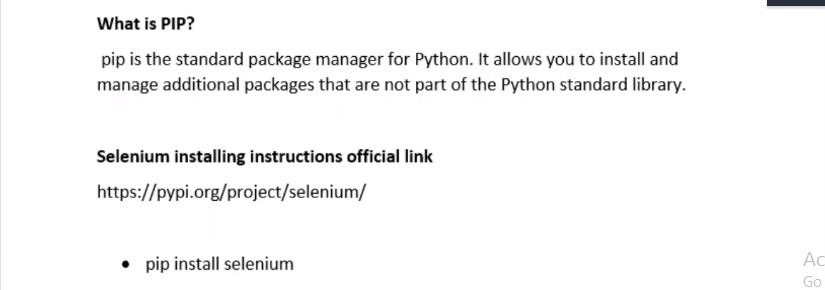 What is PIP?
pip is the standard package manager for Python. It allows you to install and
manage additional packages that are not part of the Python standard library.
Selenium installing instructions official link
https://pypi.org/project/selenium/
• pip install selenium
Ac
Go